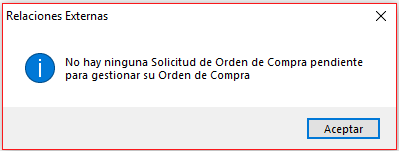 Relaciones Externas
No hay ninguna Solicitud de Orden de Compra pendiente
para gestionar su Orden de Compra
Aceptar